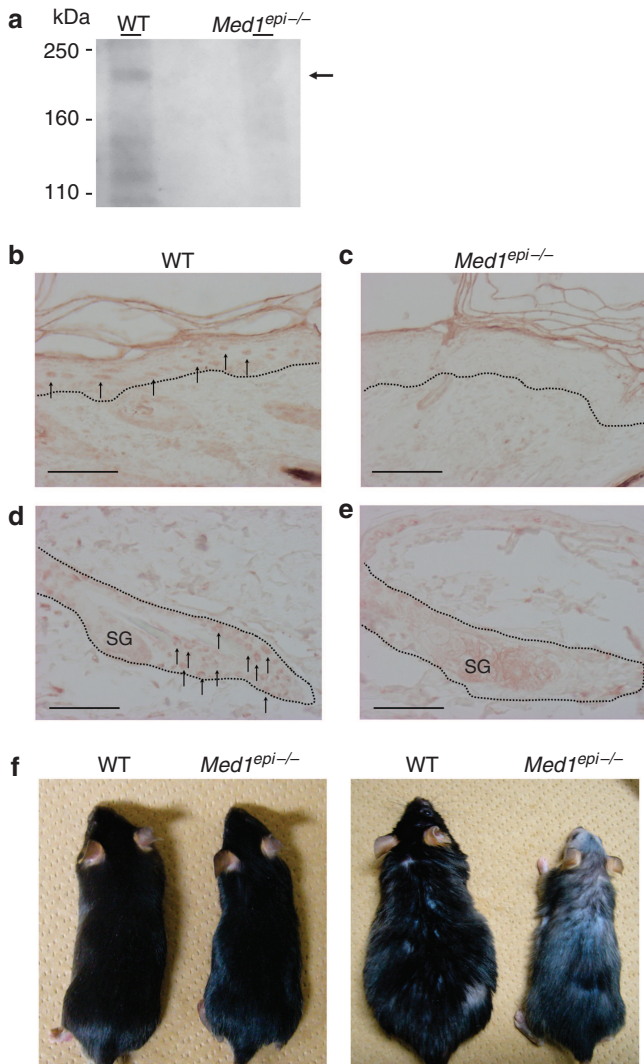 a
kDa
WT Med1epi−/−
250 -
160 -
110 -
b WT
c Med1epi−/−
d
SG
e
SG
f
WT Med1epi−/−
WT Med1epi−/−